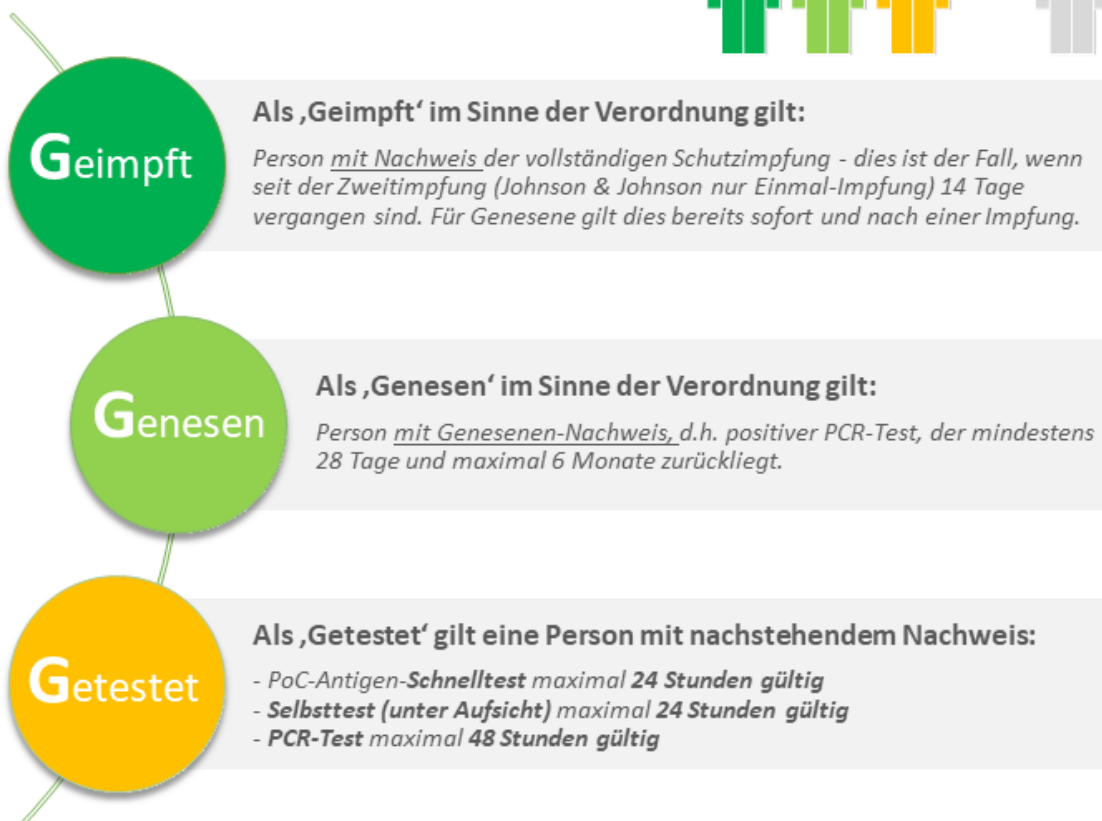 Geimpft
Als ‚Geimpft‘ im Sinne der Verordnung gilt:
Person mit Nachweis der vollständigen Schutzimpfung - dies ist der Fall, wenn
seit der Zweitimpfung (Johnson & Johnson nur Einmal-Impfung) 14 Tage
vergangen sind. Für Genesene gilt dies bereits sofort und nach einer Impfung.
Genesen
Als ‚Genesen‘ im Sinne der Verordnung gilt:
Person mit Genesenen-Nachweis, d.h. positiver PCR-Test, der mindestens
28 Tage und maximal 6 Monate zurückliegt.
Getestet
Als ‚Getestet‘ gilt eine Person mit nachstehendem Nachweis:
- PoC-Antigen-Schnelltest maximal 24 Stunden gültig
- Selbsttest (unter Aufsicht) maximal 24 Stunden gültig
- PCR-Test maximal 48 Stunden gültig